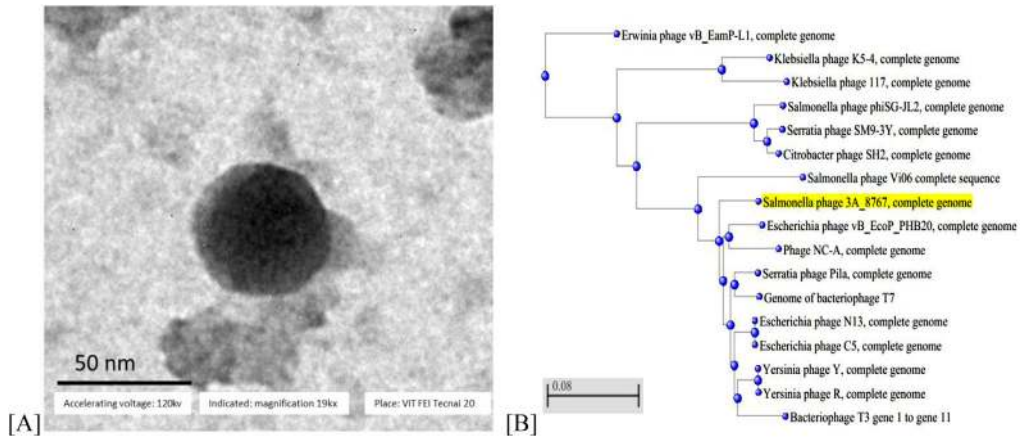 50 nm
Accelerating voltage: 120kv
Indicated: magnification 19kx
Place: VIT FEI Tecnai 20
[A]
Erwinia phage vB_EamP-L1, complete genome
Klebsiella phage K5-4, complete genome
Klebsiella phage 117, complete genome
Salmonella phage phiSG-JL2, complete genome
Serratia phage SM9-3Y, complete genome
Citrobacter phage SH2, complete genome
Salmonella phage Vi06 complete sequence
Salmonella phage 3A_8767, complete genome
Escherichia phage vB_EcoP_PHB20, complete genome
Phage NC-A, complete genome
Serratia phage Pila, complete genome
Genome of bacteriophage T7
Escherichia phage N13, complete genome
Escherichia phage C5, complete genome
Yersinia phage Y, complete genome
Yersinia phage R, complete genome
Bacteriophage T3 gene 1 to gene 11
0.08
[B]